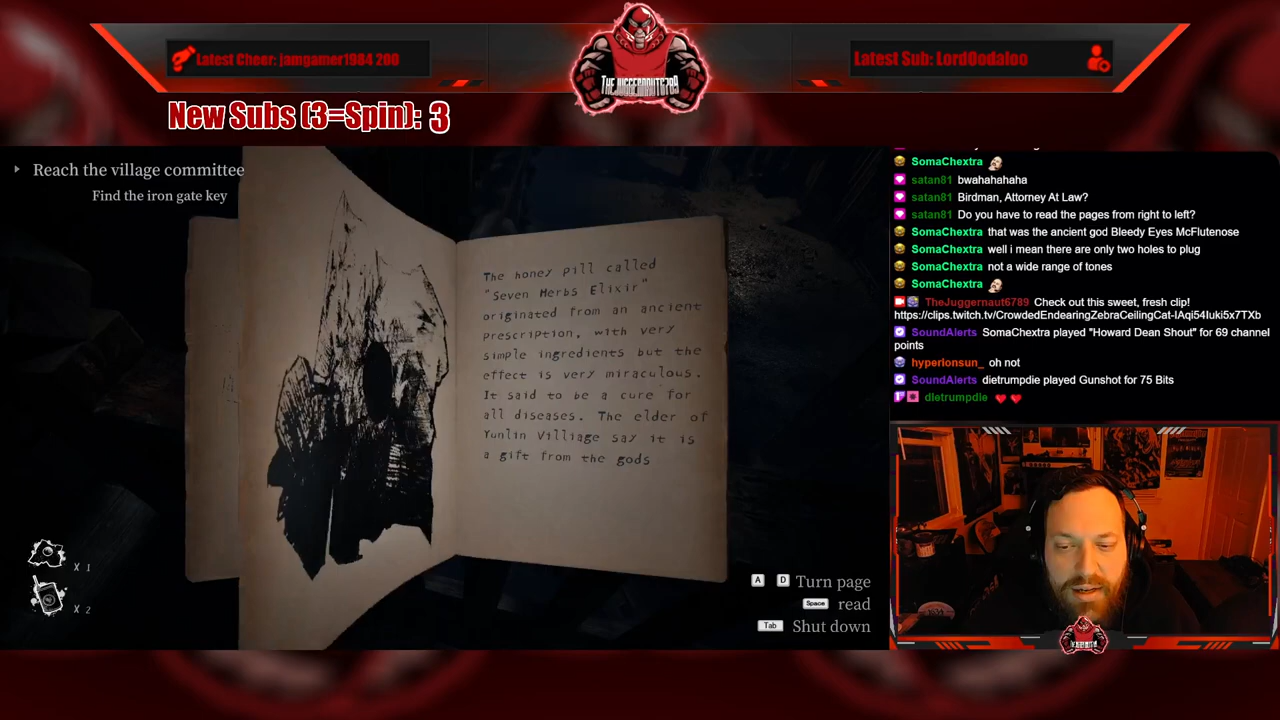 Latest Cheer: jamgamer1984 200
THEJUGGERNAUT6789
Latest Sub: LordOodaloo
New Subs (3=Spin): 3
Reach the village committee
Find the iron gate key
The honey pill called
"Seven Herbs Elixir"
originated from an ancient
prescription, with very
simple ingredients but the
effect is very miraculous.
It said to be a cure for
all diseases. The elder of
Yunlin Villiage say it is
a gift from the gods
X 1
X 2
A D Turn page
Space read
Tab Shut down
SomaChextra
satan81 bwahahahaha
satan81 Birdman, Attorney At Law?
satan81 Do you have to read the pages from right to left?
SomaChextra that was the ancient god Bleedy Eyes McFlutenose
SomaChextra well i mean there are only two holes to plug
SomaChextra not a wide range of tones
SomaChextra
TheJuggernaut6789 Check out this sweet, fresh clip!
https://clips.twitch.tv/CrowdedEndearingZebraCeilingCat-IAqi54Iuki5x7TXb
SoundAlerts SomaChextra played "Howard Dean Shout" for 69 channel
points
hyperionsun_ oh not
SoundAlerts dietrumpdie played Gunshot for 75 Bits
dietrumpdie